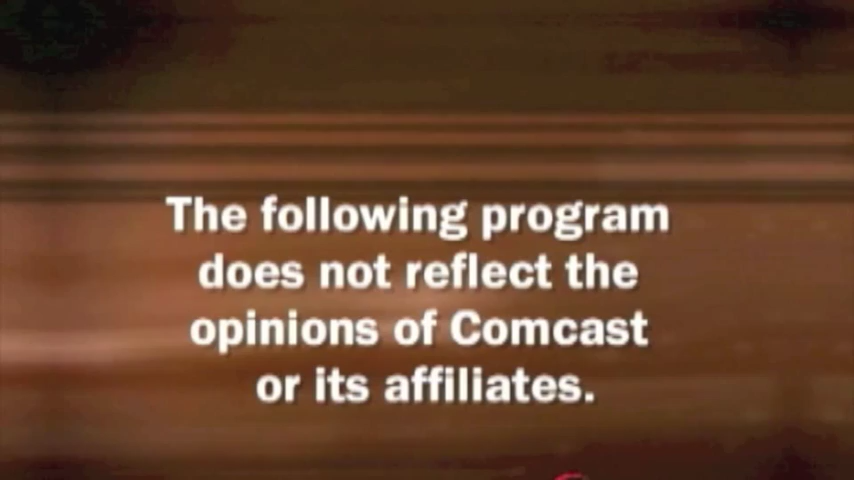 The following program
does not reflect the
opinions of Comcast
or its affiliates.